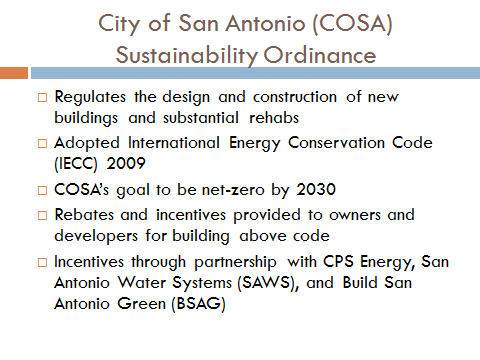 City of San Antonio (COSA)
Sustainability Ordinance
Regulates the design and construction of new
buildings and substantial rehabs
Adopted International Energy Conservation Code
(IECC) 2009
COSA's goal to be net-zero by 2030
Rebates and incentives provided to owners and
developers for building above code
Incentives through partnership with CPS Energy, San
Antonio Water Systems (SAWS), and Build San
Antonio Green (BSAG)